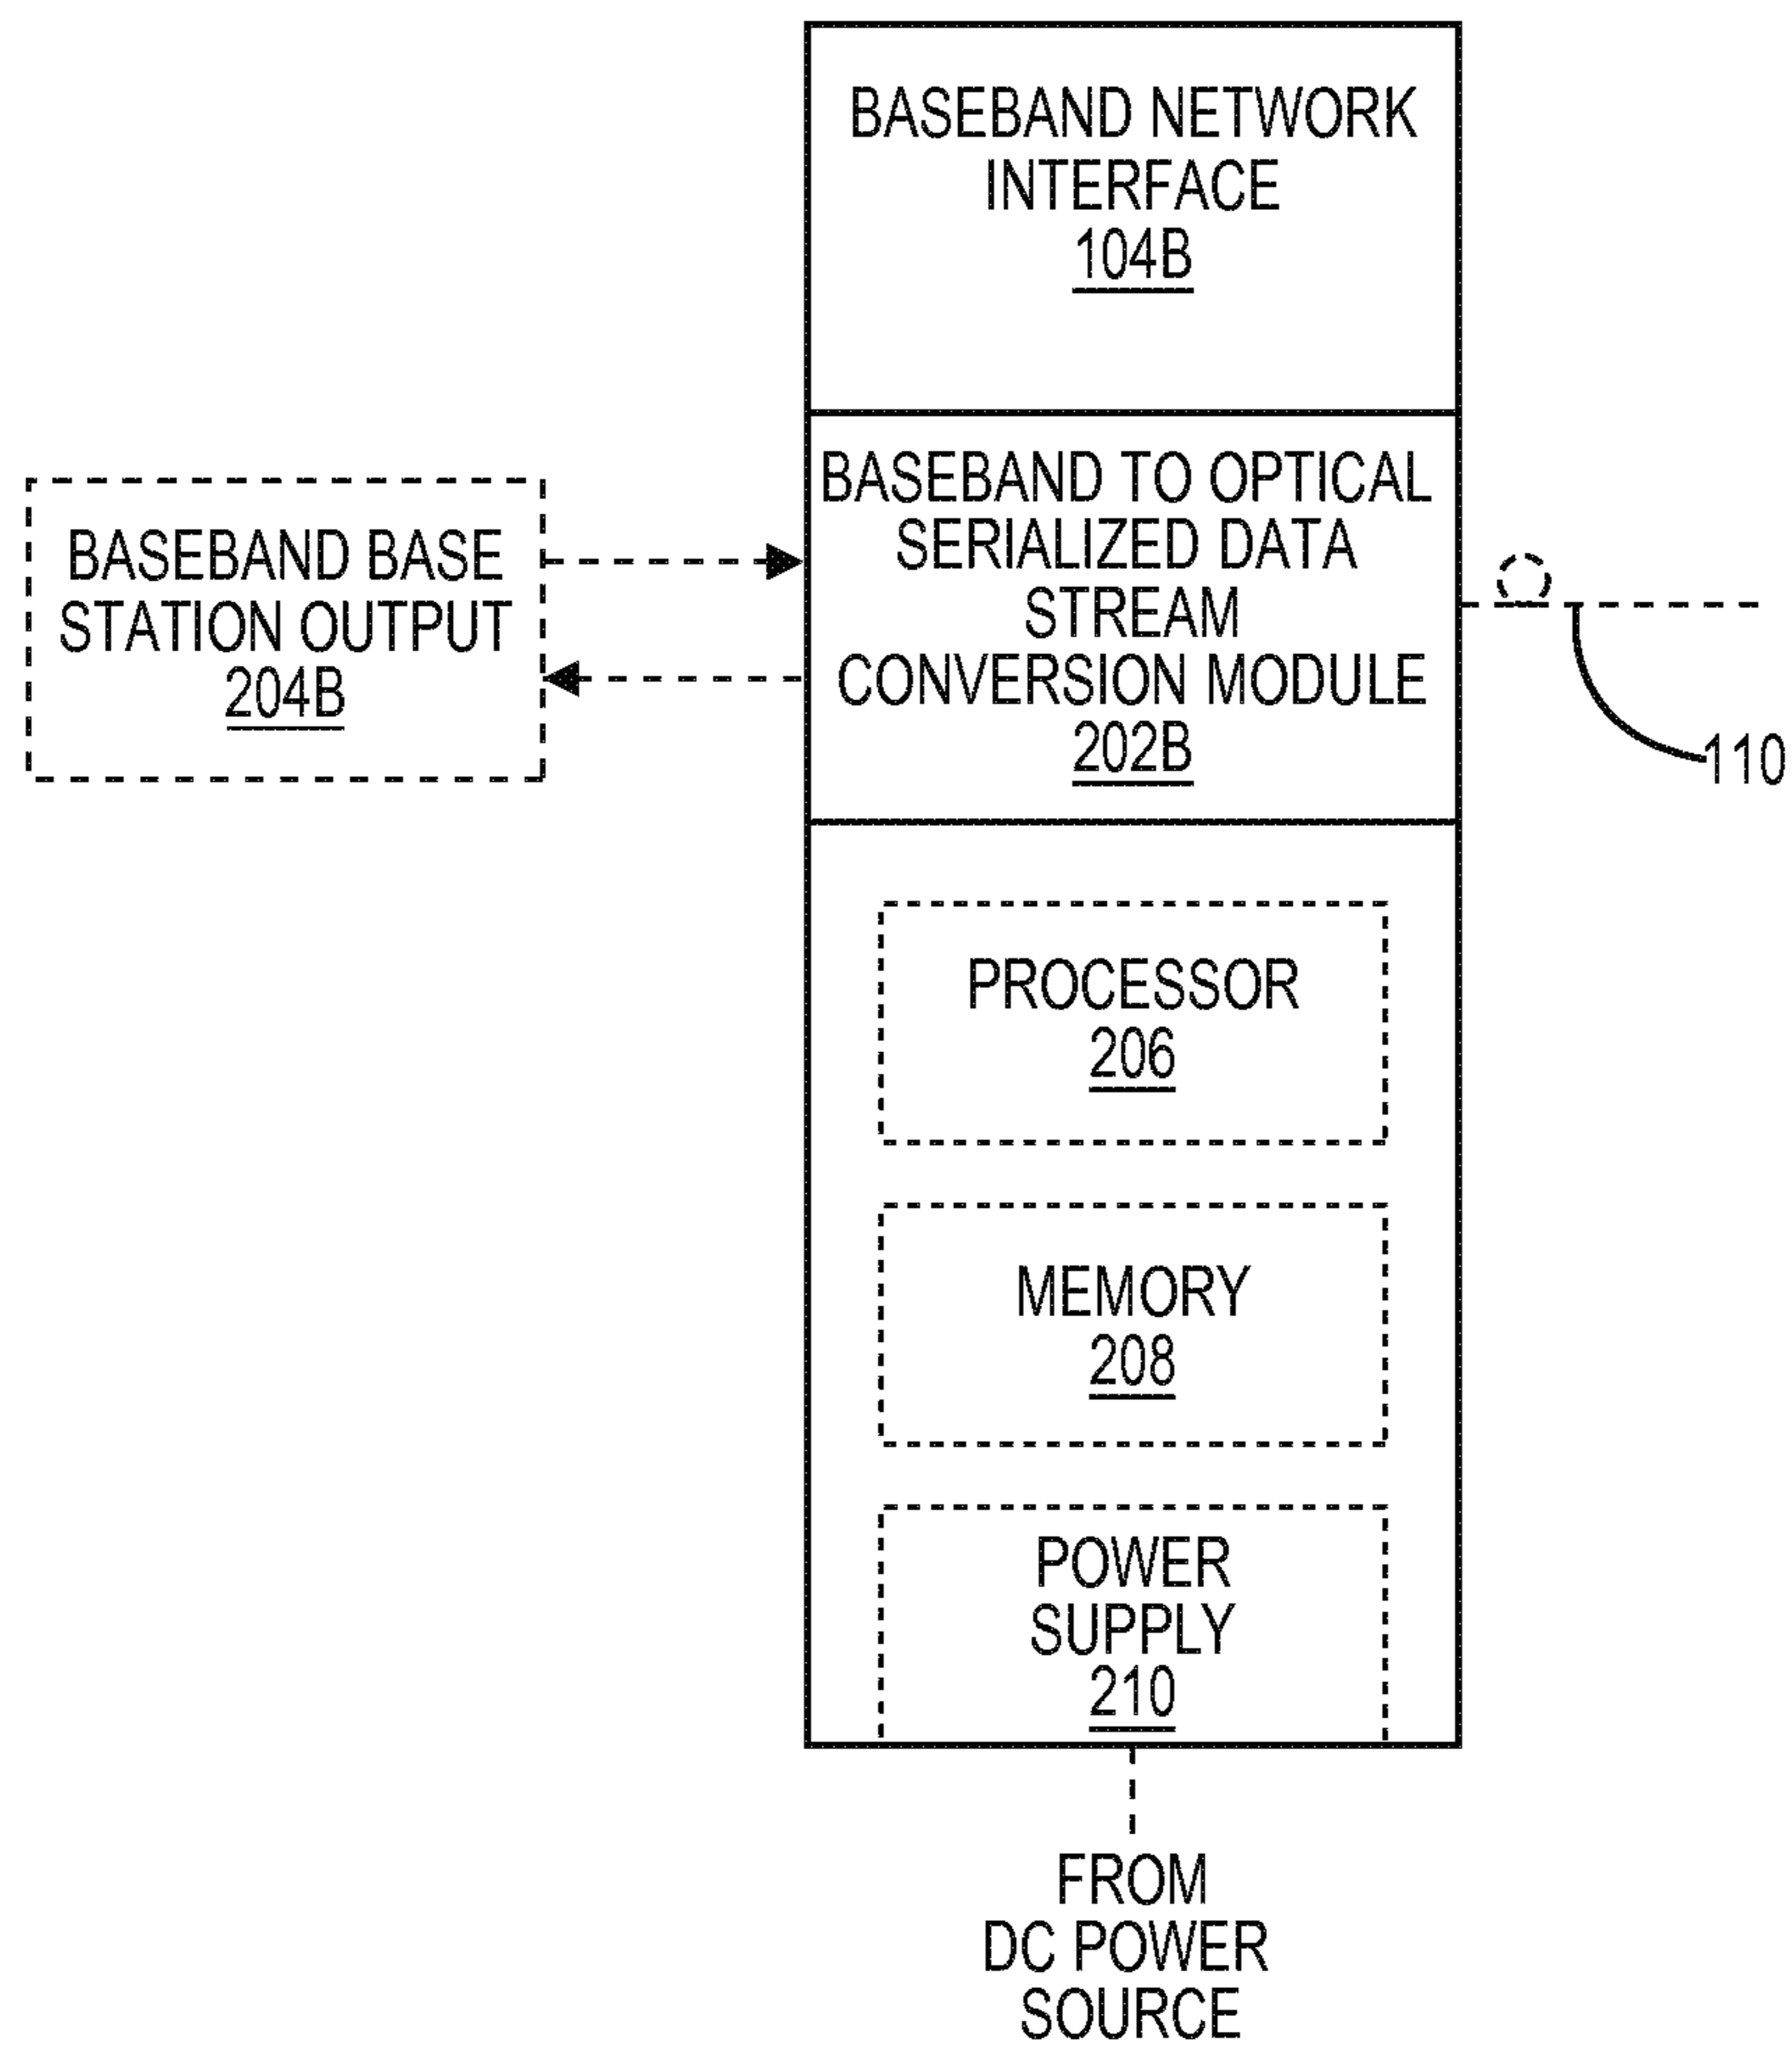 BASEBAND NETWORK
INTERFACE
104B
BASEBAND TO OPTICAL
SERIALIZED DATA
STREAM
CONVERSION MODULE
202B
BASEBAND BASE
STATION OUTPUT
204B
110
PROCESSOR
206
MEMORY
208
POWER
SUPPLY
210
FROM
DC POWER
SOURCE